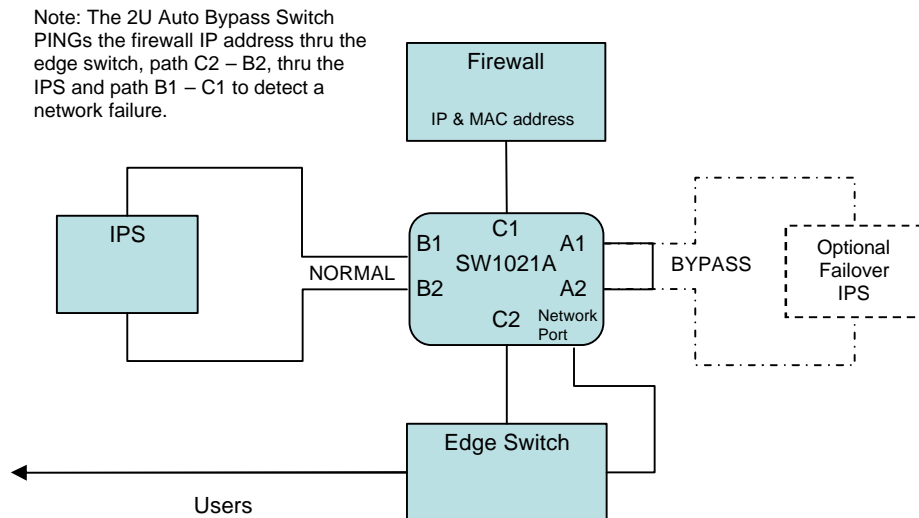 Note: The 2U Auto Bypass Switch
PINGs the firewall IP address thru the
edge switch, path C2 – B2, thru the
IPS and path B1 – C1 to detect a
network failure.
Firewall
IP & MAC address
IPS
C1
B1
A1
SW1021A
NORMAL
BYPASS
B2
A2
C2
Network
Port
Optional
Failover
IPS
Edge Switch
Users